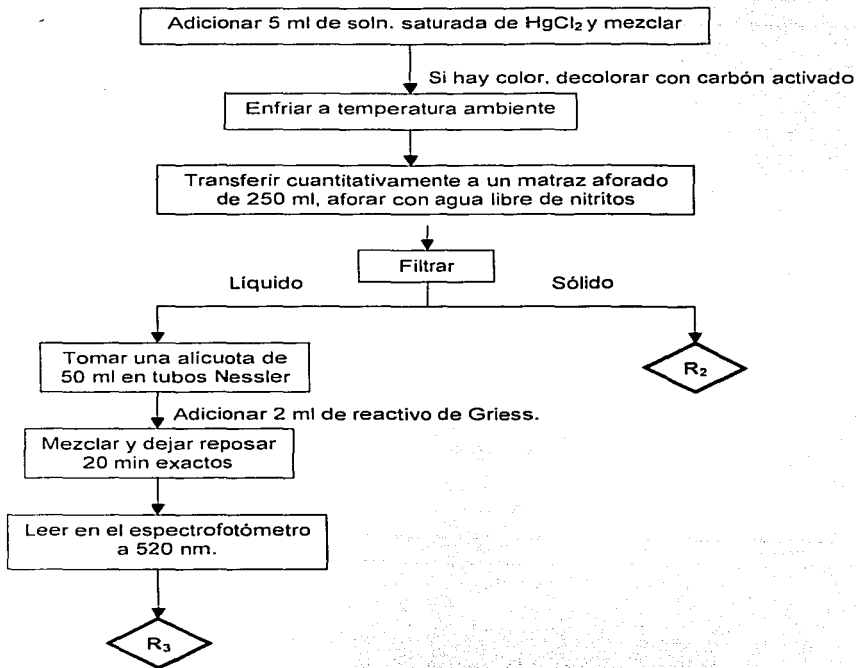 Adicionar 5 ml de soln. saturada de HgCl₂ y mezclar
Si hay color, decolorar con carbón activado
Enfriar a temperatura ambiente
Transferir cuantitativamente a un matraz aforado
de 250 ml, aforar con agua libre de nitritos
Filtrar
Líquido
Sólido
Tomar una alícuota de
50 ml en tubos Nessler
R₂
Adicionar 2 ml de reactivo de Griess.
Mezclar y dejar reposar
20 min exactos
Leer en el espectrofotómetro
a 520 nm.
R₃